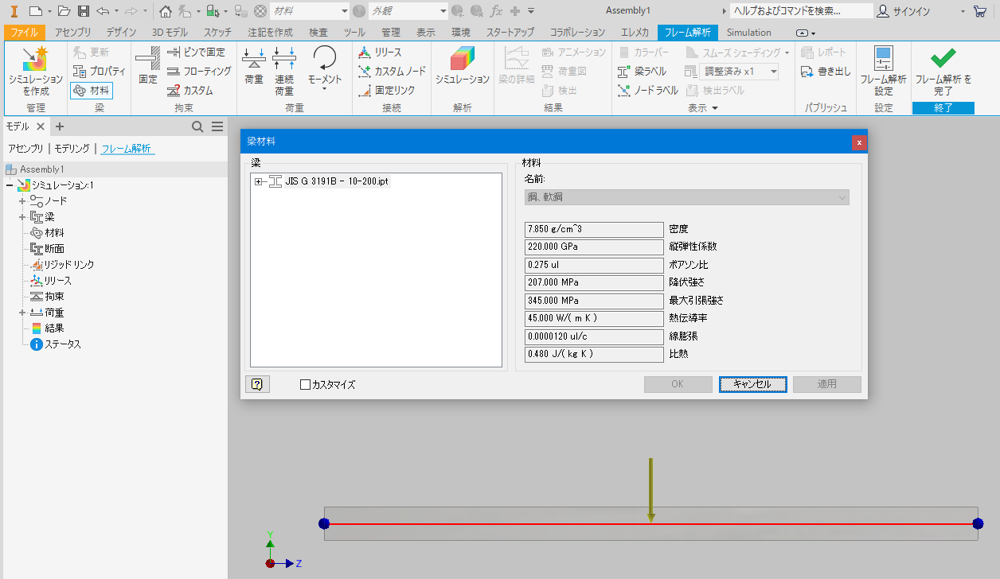 材料
外観
fx
Assembly1
ヘルプおよびコマンドを検索...
サインイン
ファイル
アセンブリ
デザイン
3D モデル
スケッチ
注記を作成
検査
ツール
管理
表示
環境
スタートアップ
コラボレーション
エレメカ
フレーム解析
Simulation
シミュレーション
を作成
管理
更新
プロパティ
材料
梁
固定
ピンで固定
フローティング
カスタム
拘束
荷重
連続
荷重
モーメント
荷重
リリース
カスタム ノード
固定リンク
接続
シミュレーション
解析
梁の詳細
アニメーション
荷重図
検出
結果
カラーバー
梁ラベル
ノードラベル
スムーズ シェーディング
調整済み x1
検出ラベル
表示
レポート
書き出し
パブリッシュ
フレーム解析
設定
設定
フレーム解析 を
完了
終了
モデル
アセンブリ
モデリング
フレーム解析
Assembly1
シミュレーション:1
ノード
梁
材料
断面
リジッド リンク
リリース
拘束
荷重
結果
ステータス
梁材料
梁
JIS G 3191B - 10-200.ipt
材料
名前:
鋼、軟鋼
7.850 g/cm^3 密度
220.000 GPa 縦弾性係数
0.275 ul ポアソン比
207.000 MPa 降伏強さ
345.000 MPa 最大引張強さ
45.000 W/( m K ) 熱伝導率
0.0000120 ul/c 線膨張
0.480 J/( kg K ) 比熱
カスタマイズ
OK
キャンセル
適用
Y
Z